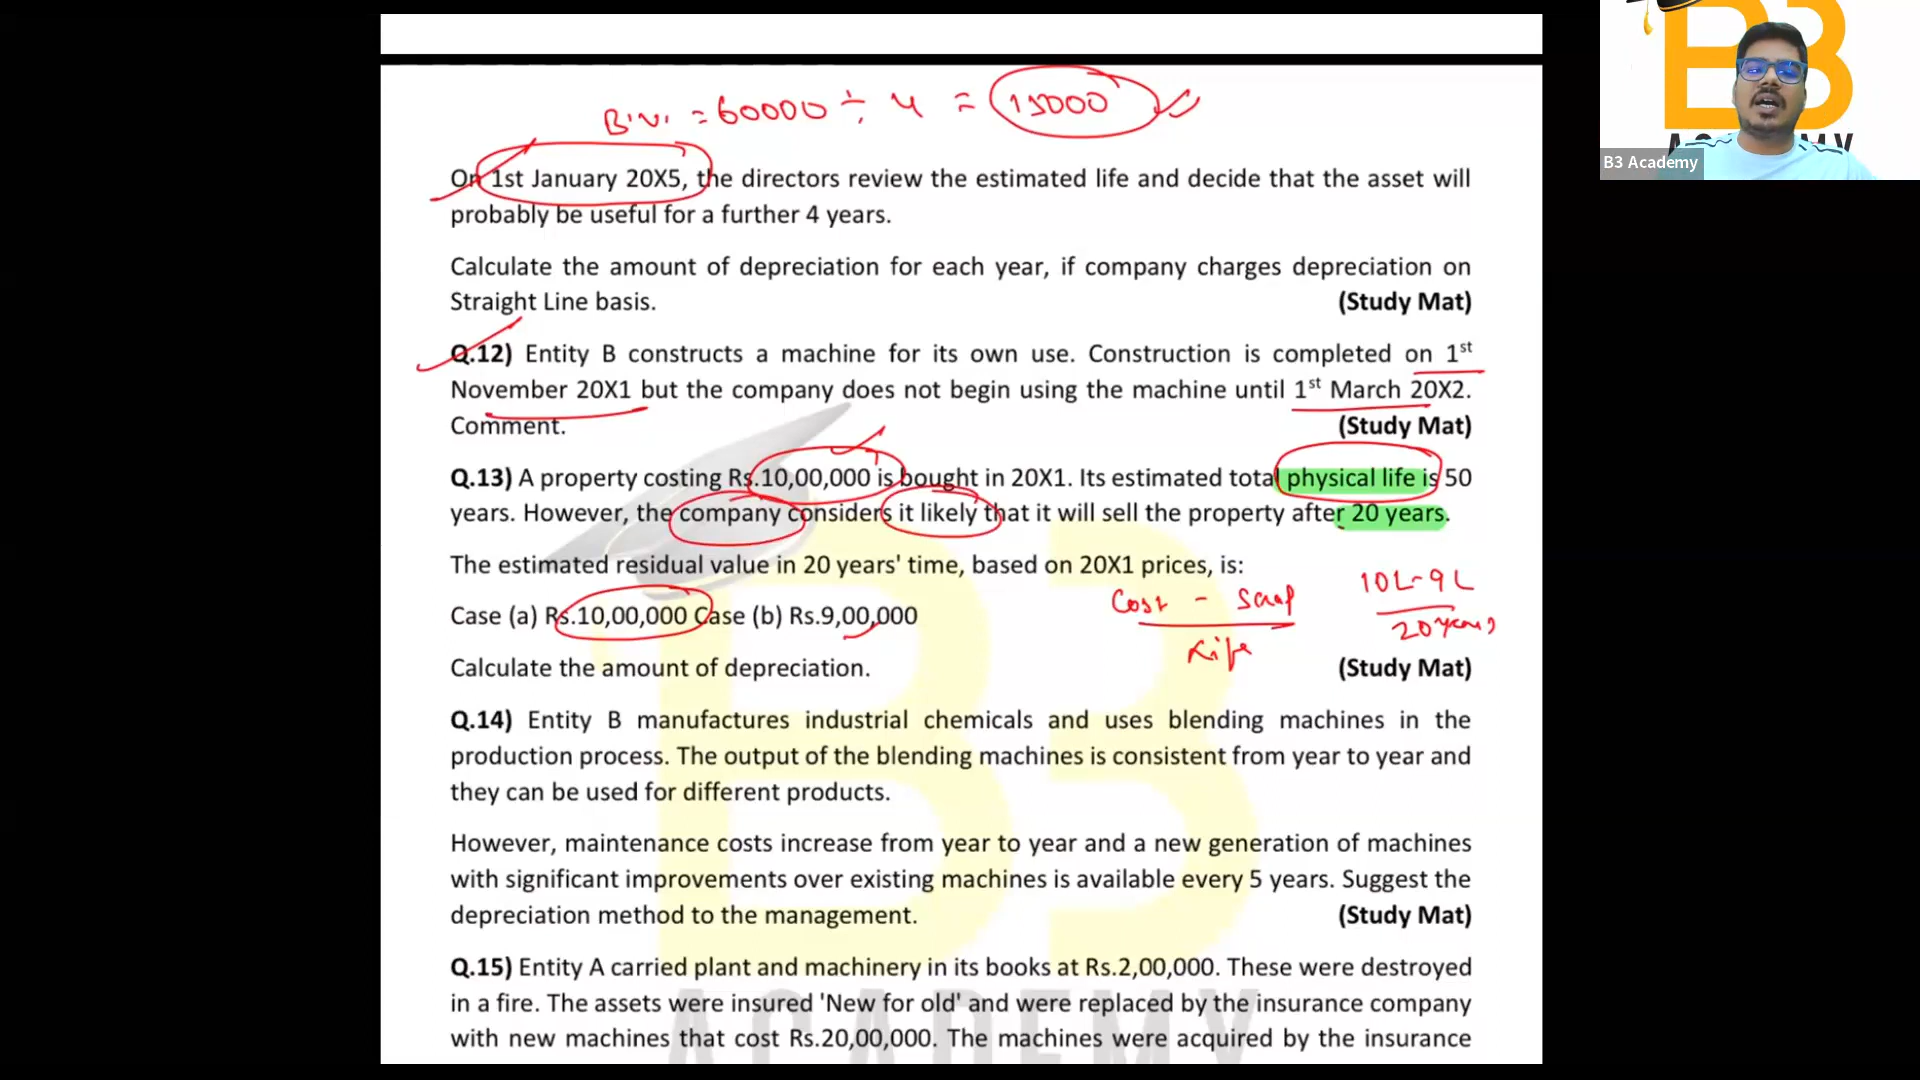 B.V. = 60000 ÷ 4 = 15000
B3
ACADEMY
B3 Academy
On 1st January 20X5, the directors review the estimated life and decide that the asset will
probably be useful for a further 4 years.
Calculate the amount of depreciation for each year, if company charges depreciation on
Straight Line basis. (Study Mat)
Q.12) Entity B constructs a machine for its own use. Construction is completed on 1st
November 20X1 but the company does not begin using the machine until 1st March 20X2.
Comment. (Study Mat)
Q.13) A property costing Rs.10,00,000 is bought in 20X1. Its estimated total physical life is 50
years. However, the company considers it likely that it will sell the property after 20 years.
The estimated residual value in 20 years' time, based on 20X1 prices, is:
Case (a) Rs.10,00,000 Case (b) Rs.9,00,000
Cost - Scrap
Life
10L-9L
20 years
Calculate the amount of depreciation. (Study Mat)
Q.14) Entity B manufactures industrial chemicals and uses blending machines in the
production process. The output of the blending machines is consistent from year to year and
they can be used for different products.
However, maintenance costs increase from year to year and a new generation of machines
with significant improvements over existing machines is available every 5 years. Suggest the
depreciation method to the management. (Study Mat)
Q.15) Entity A carried plant and machinery in its books at Rs.2,00,000. These were destroyed
in a fire. The assets were insured 'New for old' and were replaced by the insurance company
with new machines that cost Rs.20,00,000. The machines were acquired by the insurance
B3
ACADEMY